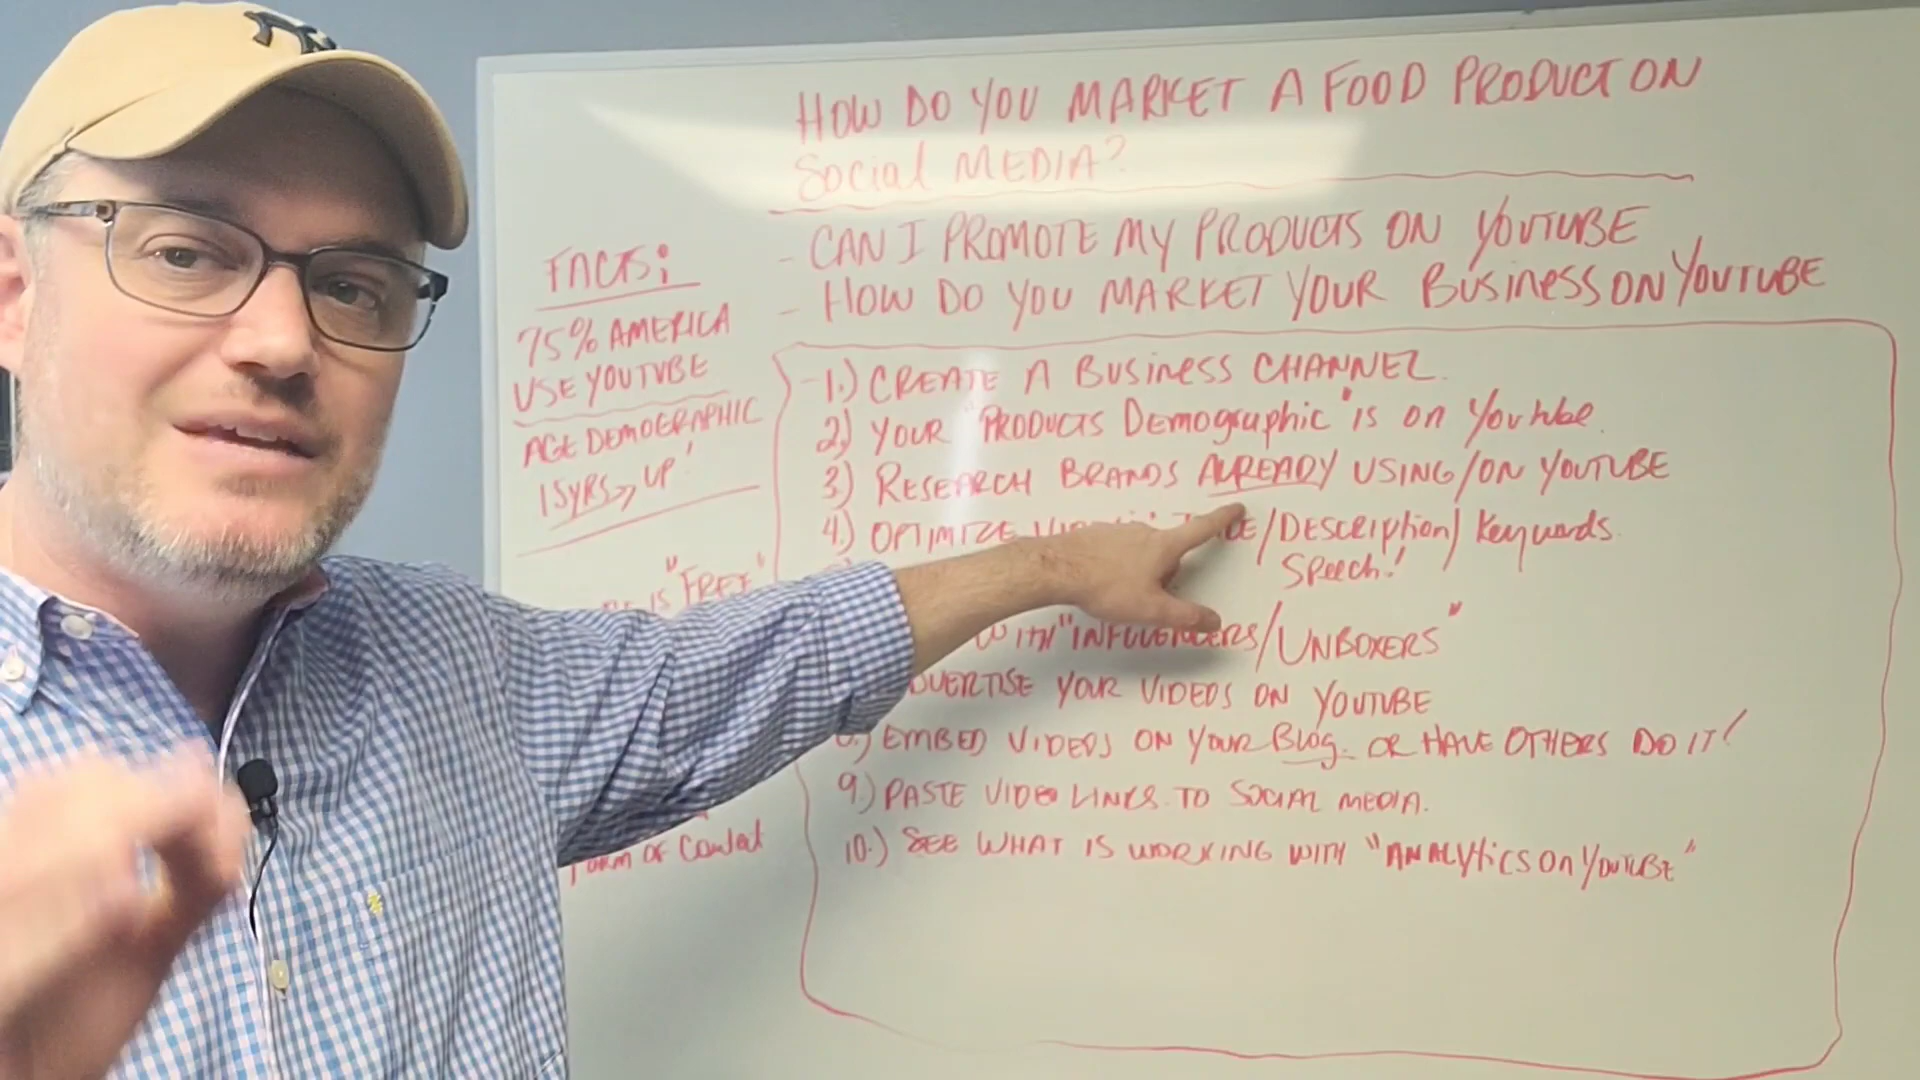 HOW DO YOU MARKET A FOOD PRODUCT ON
Social MEDIA?
- CAN I PROMOTE MY PRODUCTS ON YOUTUBE
- HOW DO YOU MARKET YOUR BUSINESS ON YOUTUBE
FACTS:
75% AMERICA
USE YOUTUBE
AGE DEMOGRAPHIC
15YRS UP!
IS "FREE"
FORM OF Contact
1.) CREATE A BUSINESS CHANNEL.
2.) YOUR "PRODUCTS Demographic" is on Youtube.
3) RESEARCH BRANDS ALREADY USING/ON YOUTUBE
4.) OPTIMIZE /DESCRIPTION/ Keywords.
Speech!
WITH "INFLUENCERS/UNBOXERS"
ADVERTISE YOUR VIDEOS ON YOUTUBE
8.) EMBED VIDEOS ON YOUR Blog. OR HAVE OTHERS DO IT!
9.) PASTE VIDEO LINKS. TO SOCIAL MEDIA.
10.) SEE WHAT IS WORKING WITH "ANALYtics On YOUTUBE"